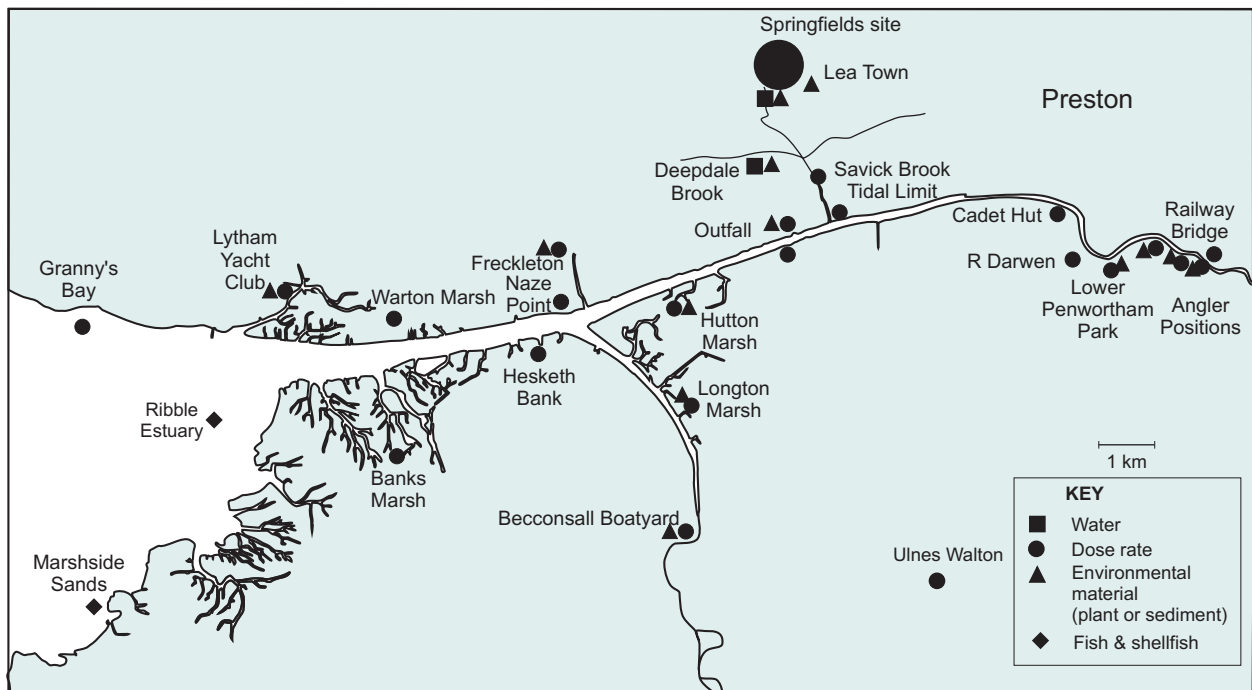 Springfields site
Lea Town
Preston
Deepdale
Brook
Savick Brook
Tidal Limit
Cadet Hut
Railway
Bridge
Outfall
R Darwen
Lower
Penwortham
Park
Angler
Positions
Granny's
Bay
Lytham
Yacht
Club
Warton Marsh
Freckleton
Naze
Point
Hutton
Marsh
Hesketh
Bank
Longton
Marsh
Ribble
Estuary
Banks
Marsh
Becconsall Boatyard
Marshside
Sands
Ulnes Walton
1 km
KEY
Water
Dose rate
Environmental
material
(plant or sediment)
Fish & shellfish